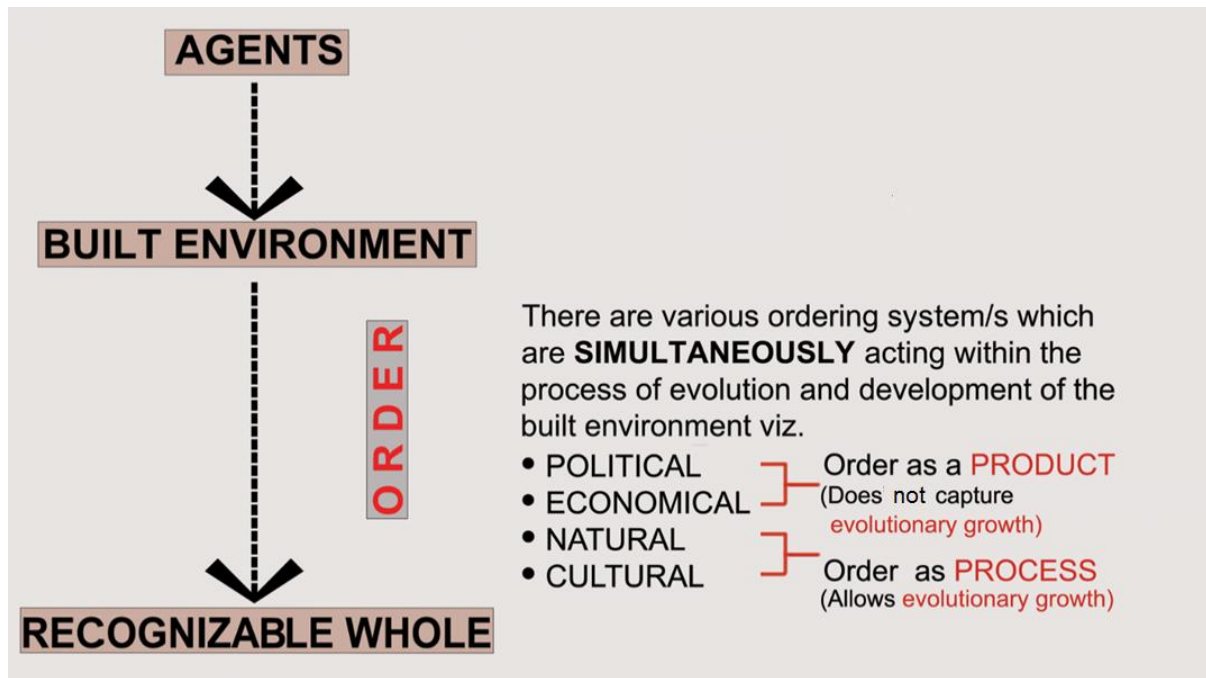 AGENTS
BUILT ENVIRONMENT
ORDER
RECOGNIZABLE WHOLE
There are various ordering system/s which
are SIMULTANEOUSLY acting within the
process of evolution and development of the
built environment viz.
• POLITICAL
• ECONOMICAL
• NATURAL
• CULTURAL
Order as a PRODUCT
(Does not capture
evolutionary growth)
Order as PROCESS
(Allows evolutionary growth)